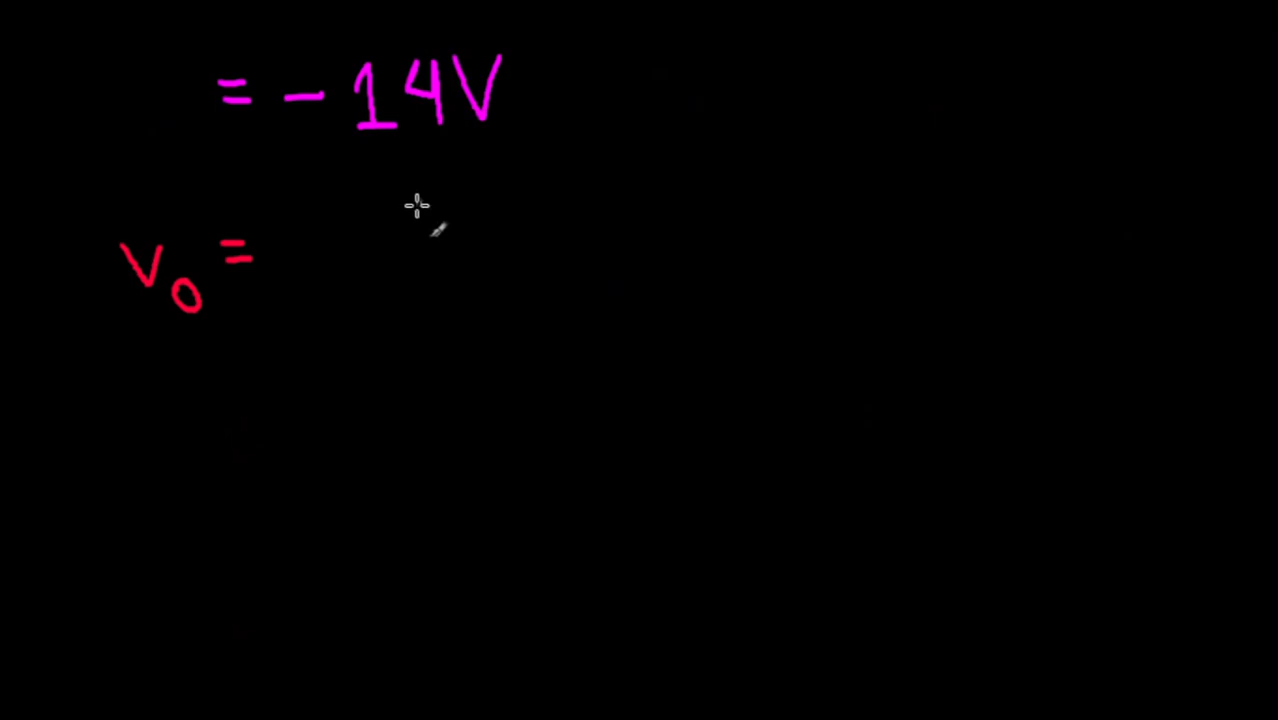 = - 14V
v₀ =